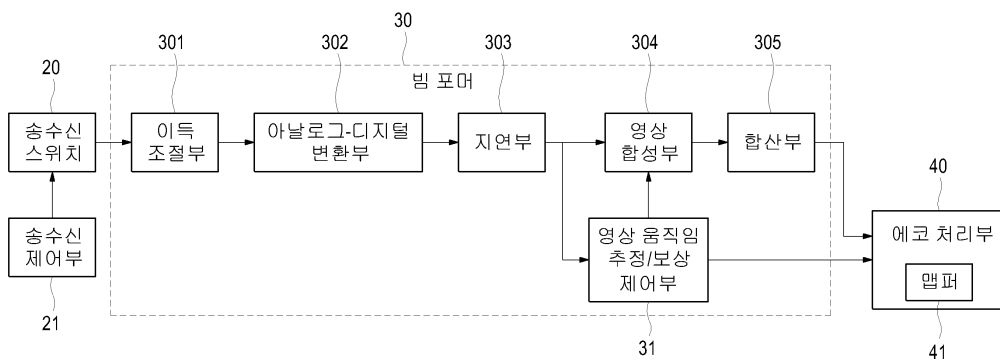 30
301
302
303
304
305
20
빔 포머
송수신
스위치
이득
조절부
아날로그-디지털
변환부
지연부
영상
합성부
합산부
40
송수신
제어부
영상 움직임
추정/보상
제어부
에코 처리부
맵퍼
21
31
41